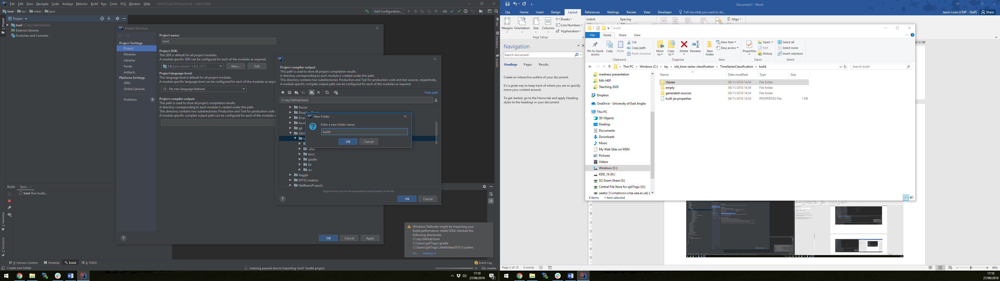 File Edit View Navigate Code Analyze Refactor Build Run Tools VCS Window Help tsml [C:\Jay\GitHub\tsml] - IntelliJ IDEA
tsml src main java
Add Configuration... Git:
Project
1: Project
tsml C:\Jay\GitHub\tsml
External Libraries
Scratches and Consoles
Ant
Database
Gradle
Project Structure
Project Settings
Project
Modules
Libraries
Facets
Artifacts
Platform Settings
SDKs
Global Libraries
Problems 1
Project name:
tsml
Project SDK:
This SDK is default for all project modules.
A module specific SDK can be configured for each of the modules as required.
1.8 (java version "1.8.0_121") New... Edit
Project language level:
This language level is default for all project modules.
A module specific language level can be configured for each of the modules as requi
12 - No new language features
Project compiler output:
This path is used to store all project compilation results.
A directory corresponding to each module is created under this path.
This directory contains two subdirectories: Production and Test for production code
A module specific compiler output path can be configured for each of the modules as
OK Cancel Apply
Project compiler output:
This path is used to store all project compilation results.
A directory corresponding to each module is created under this path.
This directory contains two subdirectories: Production and Test for production code and test sources, respectively.
A module specific compiler output path can be configured for each of the modules as required.
Hide path
C:\Jay\GitHub\tsml
Drone
Emp
git
GitH
.idea
docs
gradle
lib
src
Kaggle
MTSCcreation
NetBeansProjects
Drag and drop a file into the space above to quickly locate it in the tree
OK Cancel
New Folder
Enter a new folder name:
build
OK Cancel
Build: Sync
tsml: Run build...
2: Favorites
7: Structure
Windows Defender might be impacting your
build performance. IntelliJ IDEA checked the
following directories:
C:\Jay\GitHub\tsml
C:\Users\sjx07ngu\.gradle
C:\Users\sjx07ngu\.IntelliJIdea2019.2\system
Fix... Actions
9: Version Control Terminal Build 6: TODO 2 Event Log
Create new folder Indexing paused due to Importing 'tsml' Gradle project Git: master
17:10
27/09/2019
2
Document1 - Word
File Home Insert Design Layout References Mailings Review View Developer Tell me what you want to do... Jason Lines (CMP - Staff) Share
Margins Orientation Size Columns
Breaks
Line Numbers
Hyphenation
Page Setup
Indent Spacing
Align
Navigation
Search document
Headings Pages Results
Create an interactive outline of your document.
It's a great way to keep track of where you are or quickly
move your content around.
To get started, go to the Home tab and apply Heading
styles to the headings in your document.
build
File Home Share View
Pin to Quick
access
Copy
Paste
Cut
Copy path
Paste shortcut
Clipboard
Move
to
Copy
to
Delete
Rename
Organize
New
folder
New item
Easy access
New
Properties
Open
Edit
History
Open
Select all
Select none
Invert selection
Select
This PC Windows (C:) Jay old_time-series-classification TimeSeriesClassification build
Search build
madness presentation
MA-HEP
Teaching 2020
Dropbox
OneDrive - University of East Anglia
This PC
3D Objects
Desktop
Documents
Downloads
Music
My Web Sites on MSN
Pictures
Videos
Windows (C:)
KDD_16 (D:)
SCI Exam Share (S:)
Central File Store for sjx07ngu (U:)
ueatsc (\\cmptscsvr.cmp.uea.ac.uk) (
Name Date modified Type Size
classes 06/11/2018 14:34 File folder
empty 06/11/2018 14:34 File folder
generated-sources 06/11/2018 14:34 File folder
built-jar.properties 06/11/2018 14:34 PROPERTIES File 1 KB
4 items 1 item selected
Page 2 of 10 0 words 90%
17:10
27/09/2019